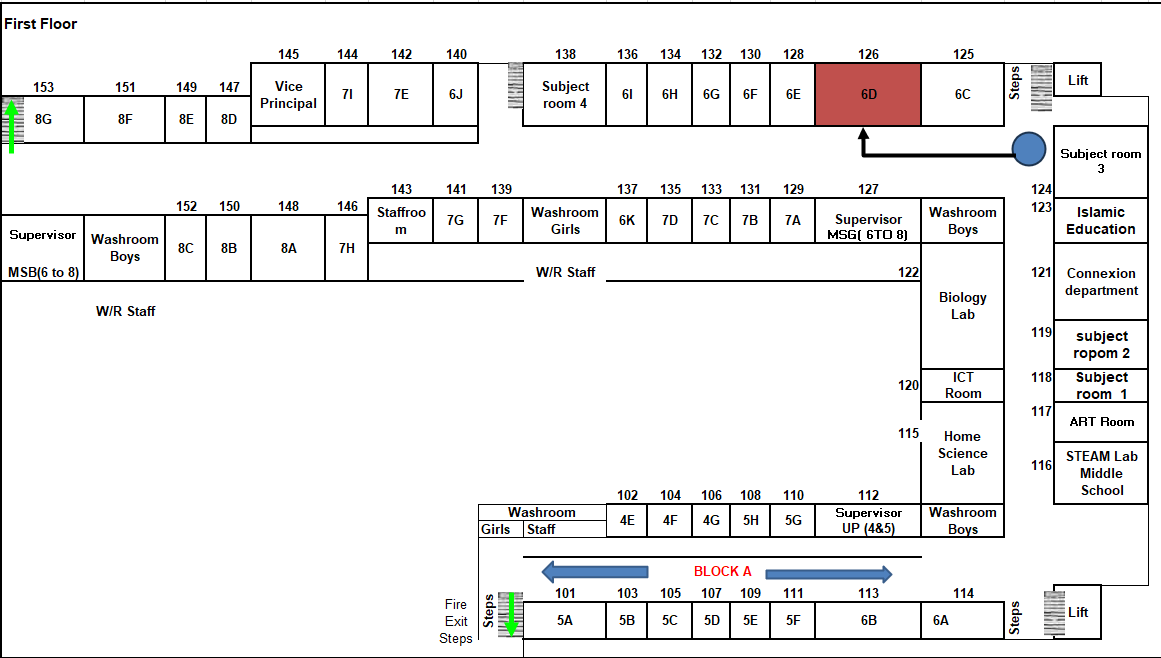 First Floor
145 144 142 140 138 136 134 132 130 128 126 125
Vice
Principal
7I 7E 6J
Subject
room 4
6I 6H 6G 6F 6E 6D 6C
Steps
Lift
153 151 149 147
8G 8F 8E 8D
Subject room
3
124
143 141 139 137 135 133 131 129 127
Staffroo
m
7G 7F
Washroom
Girls
6K 7D 7C 7B 7A
Supervisor
MSG( 6TO 8)
Washroom
Boys
123
Islamic
Education
152 150 148 146
Supervisor
MSB(6 to 8)
Washroom
Boys
8C 8B 8A 7H
W/R Staff
122
121
Connexion
department
W/R Staff
Biology
Lab
119
subject
ropom 2
120
ICT
Room
118
Subject
room 1
117
ART Room
115
Home
Science
Lab
116
STEAM Lab
Middle
School
102 104 106 108 110 112
Washroom
Girls Staff
4E 4F 4G 5H 5G
Supervisor
UP (4&5)
Washroom
Boys
BLOCK A
101 103 105 107 109 111 113 114
Fire
Exit
Steps
Steps
5A 5B 5C 5D 5E 5F 6B 6A
Steps
Lift